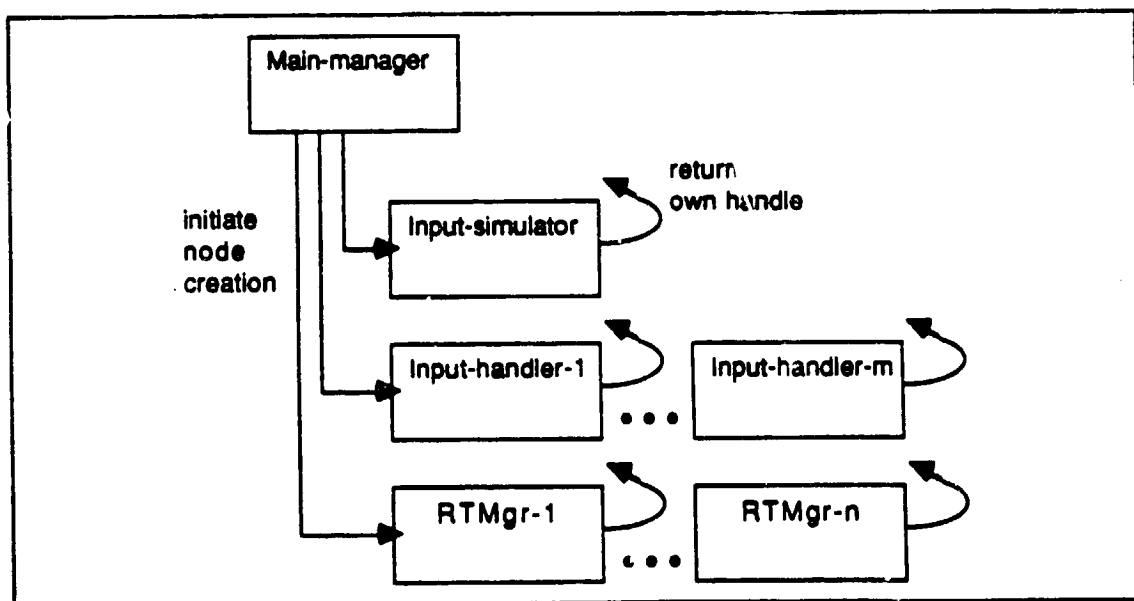 Main-manager
return
own handle
initiate
node
creation
Input-simulator
Input-handler-1
Input-handler-m
• • •
RTMgr-1
RTMgr-n
• • •